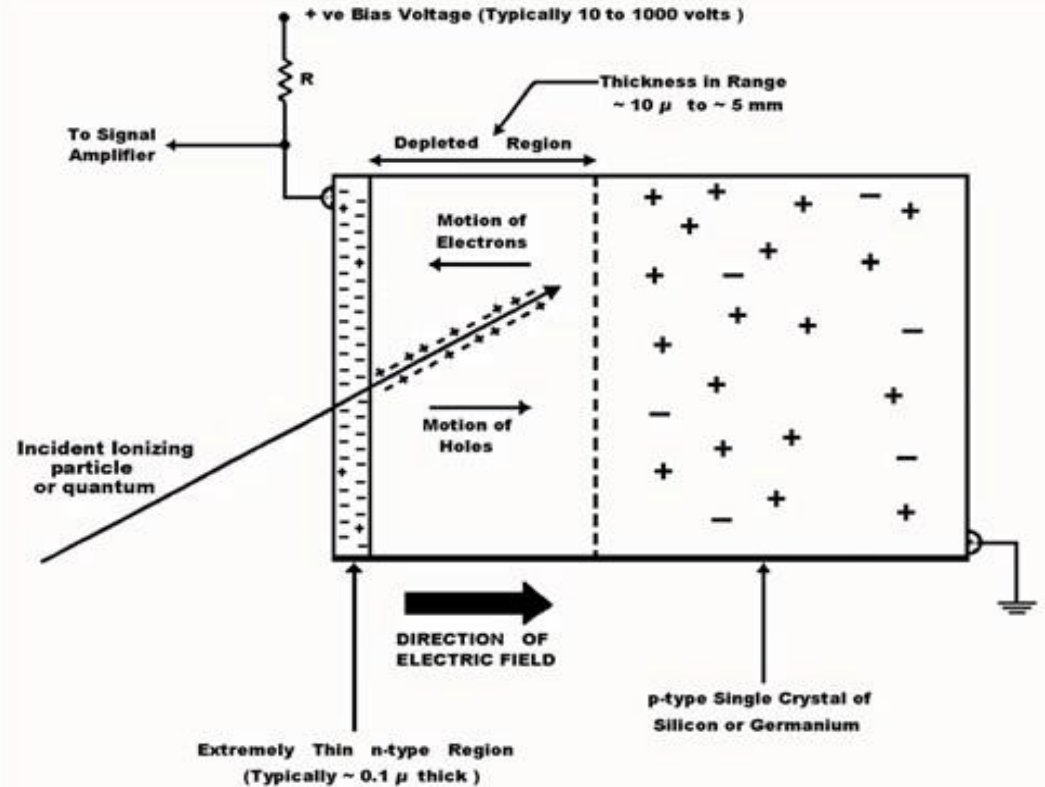 + ve Bias Voltage (Typically 10 to 1000 volts )
R
Thickness in Range
~ 10 µ to ~ 5 mm
To Signal
Amplifier
Depleted Region
Motion of
Electrons
Motion of
Holes
Incident Ionizing
particle
or quantum
DIRECTION OF
ELECTRIC FIELD
p-type Single Crystal of
Silicon or Germanium
Extremely Thin n-type Region
(Typically ~ 0.1 µ thick )